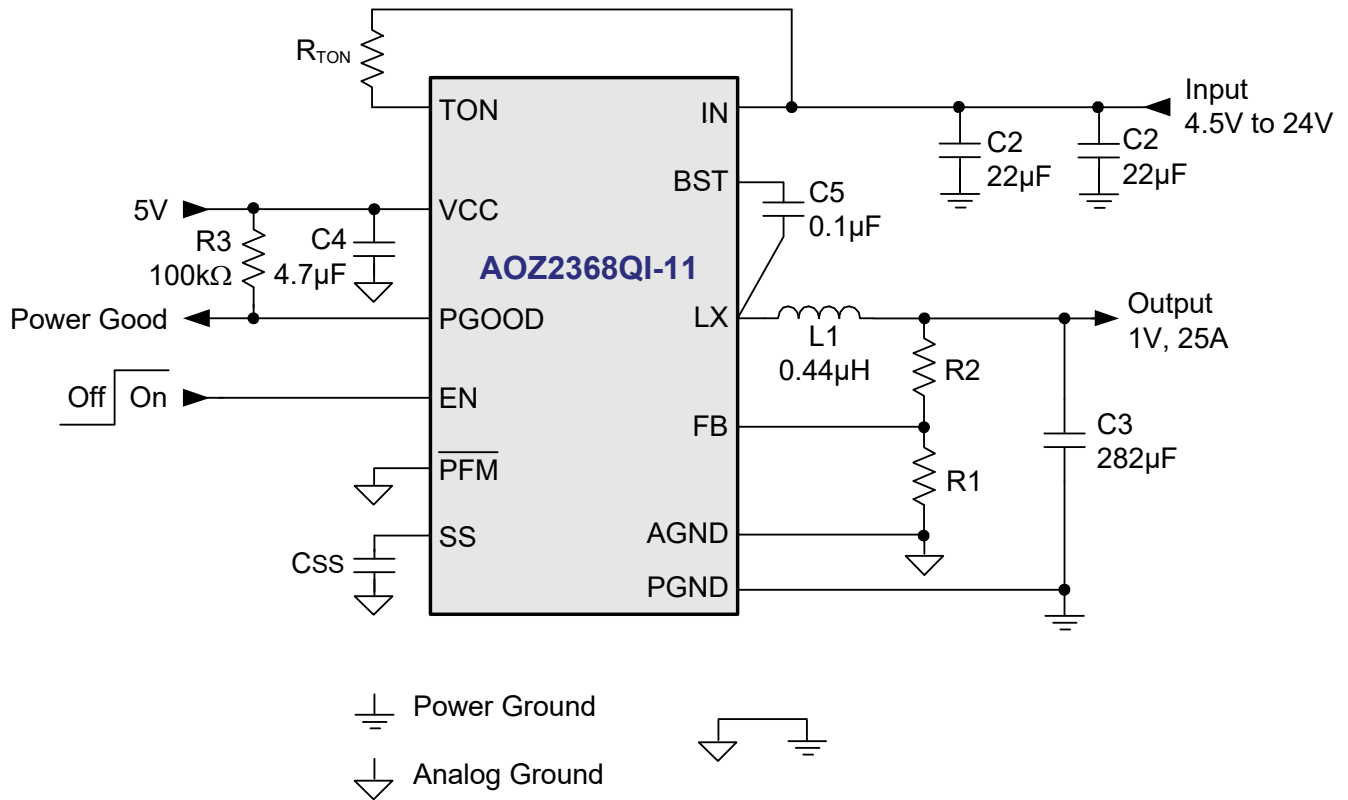 RTON
TON
IN
Input
4.5V to 24V
C2
22µF
C2
22µF
BST
C5
0.1µF
5V
VCC
R3
100kΩ
C4
4.7µF
AOZ2368QI-11
Power Good
PGOOD
LX
L1
0.44µH
Output
1V, 25A
R2
Off
On
EN
FB
C3
282µF
PFM
R1
SS
CSS
AGND
PGND
Power Ground
Analog Ground